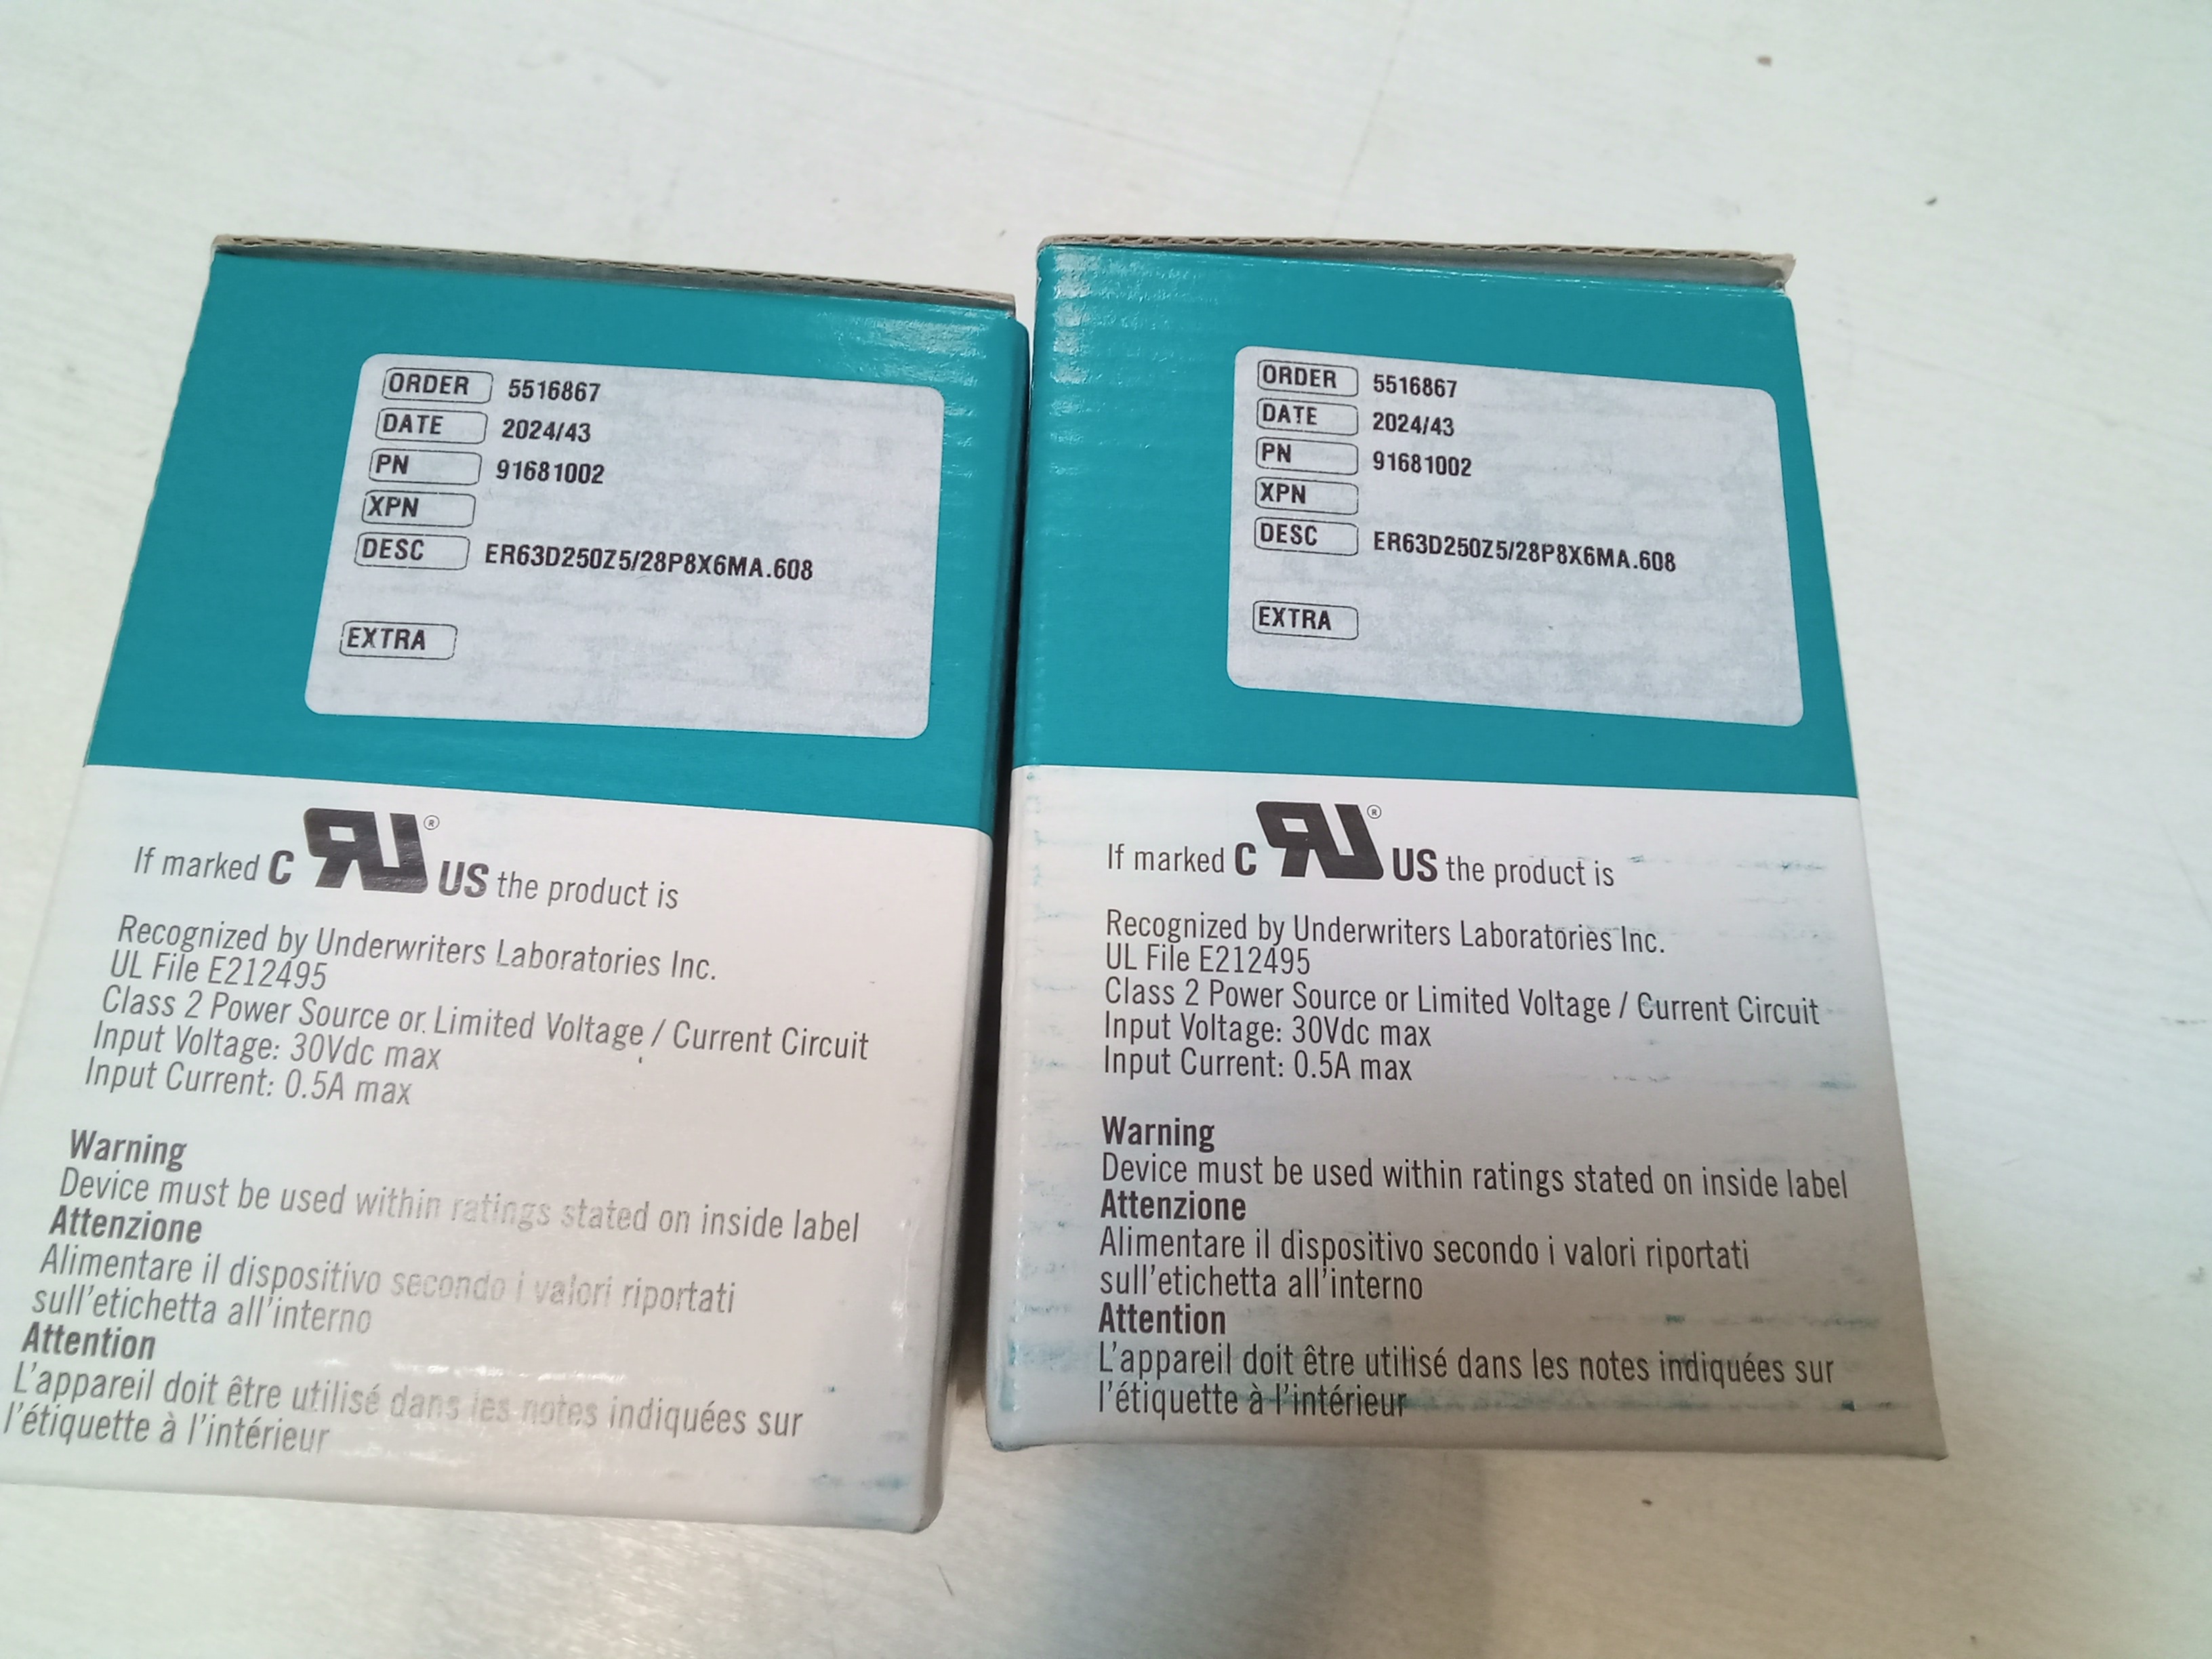 ORDER 5516867
DATE 2024/43
PN 91681002
XPN
DESC ER63D250Z5/28P8X6MA.608
EXTRA
If marked C RU® US the product is
Recognized by Underwriters Laboratories Inc.
UL File E212495
Class 2 Power Source or Limited Voltage / Current Circuit
Input Voltage: 30Vdc max
Input Current: 0.5A max
Warning
Device must be used within ratings stated on inside label
Attenzione
Alimentare il dispositivo secondo i valori riportati
sull'etichetta all'interno
Attention
L'appareil doit être utilisé dans les notes indiquées sur
l'étiquette à l'intérieur
ORDER 5516867
DATE 2024/43
PN 91681002
XPN
DESC ER63D250Z5/28P8X6MA.608
EXTRA
If marked C RU® US the product is
Recognized by Underwriters Laboratories Inc.
UL File E212495
Class 2 Power Source or Limited Voltage / Current Circuit
Input Voltage: 30Vdc max
Input Current: 0.5A max
Warning
Device must be used within ratings stated on inside label
Attenzione
Alimentare il dispositivo secondo i valori riportati
sull'etichetta all'interno
Attention
L'appareil doit être utilisé dans les notes indiquées sur
l'étiquette à l'intérieur